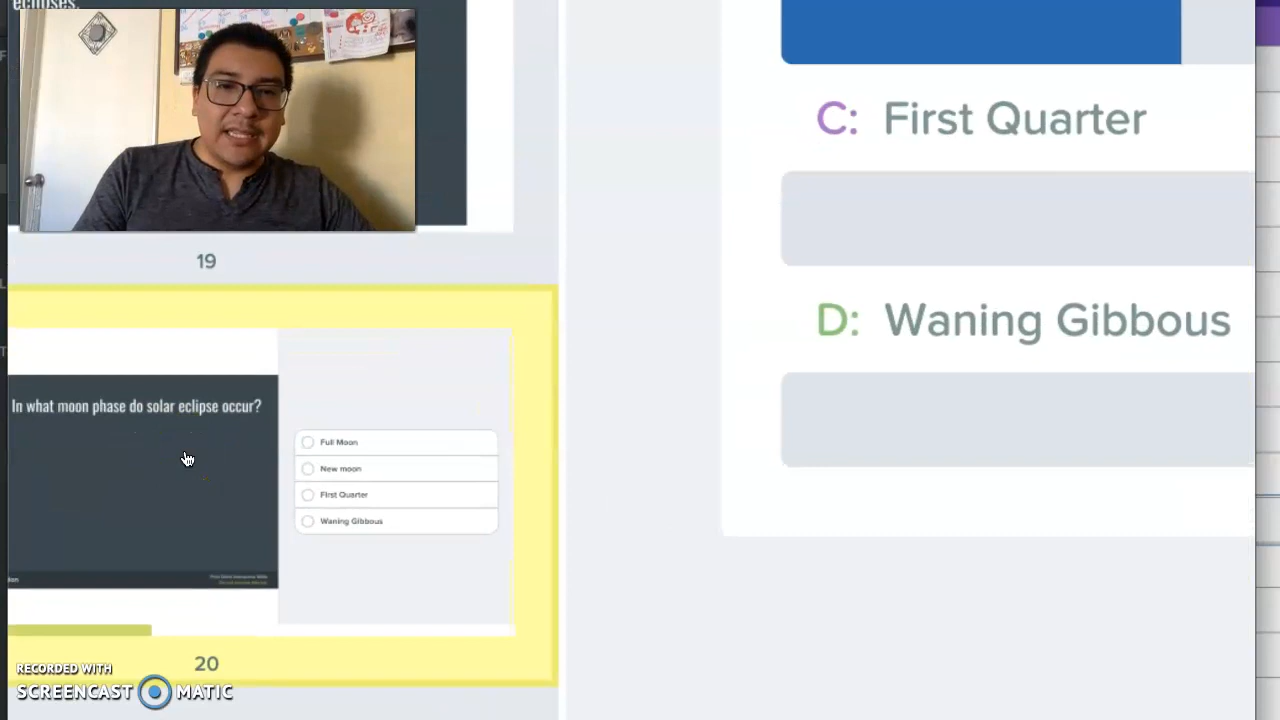 eclipses.
19
In what moon phase do solar eclipse occur?
Full Moon
New moon
First Quarter
Waning Gibbous
20
C: First Quarter
D: Waning Gibbous
RECORDED WITH
SCREENCAST MATIC